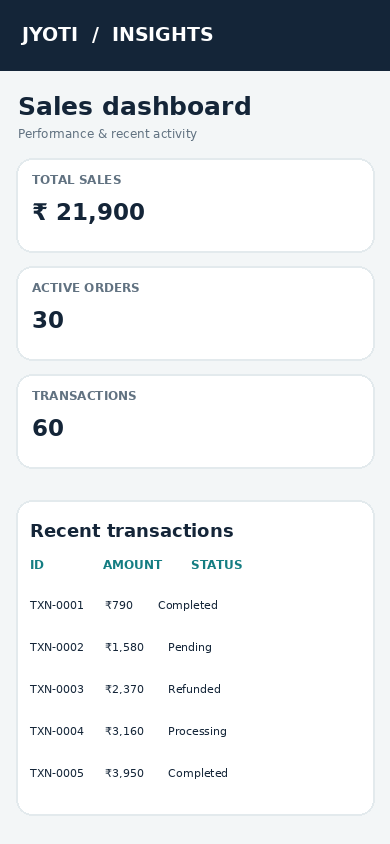 JYOTI / INSIGHTS
Sales dashboard
Performance & recent activity
TOTAL SALES
₹ 21,900
ACTIVE ORDERS
30
TRANSACTIONS
60
Recent transactions
ID AMOUNT STATUS
TXN-0001 ₹790 Completed
TXN-0002 ₹1,580 Pending
TXN-0003 ₹2,370 Refunded
TXN-0004 ₹3,160 Processing
TXN-0005 ₹3,950 Completed